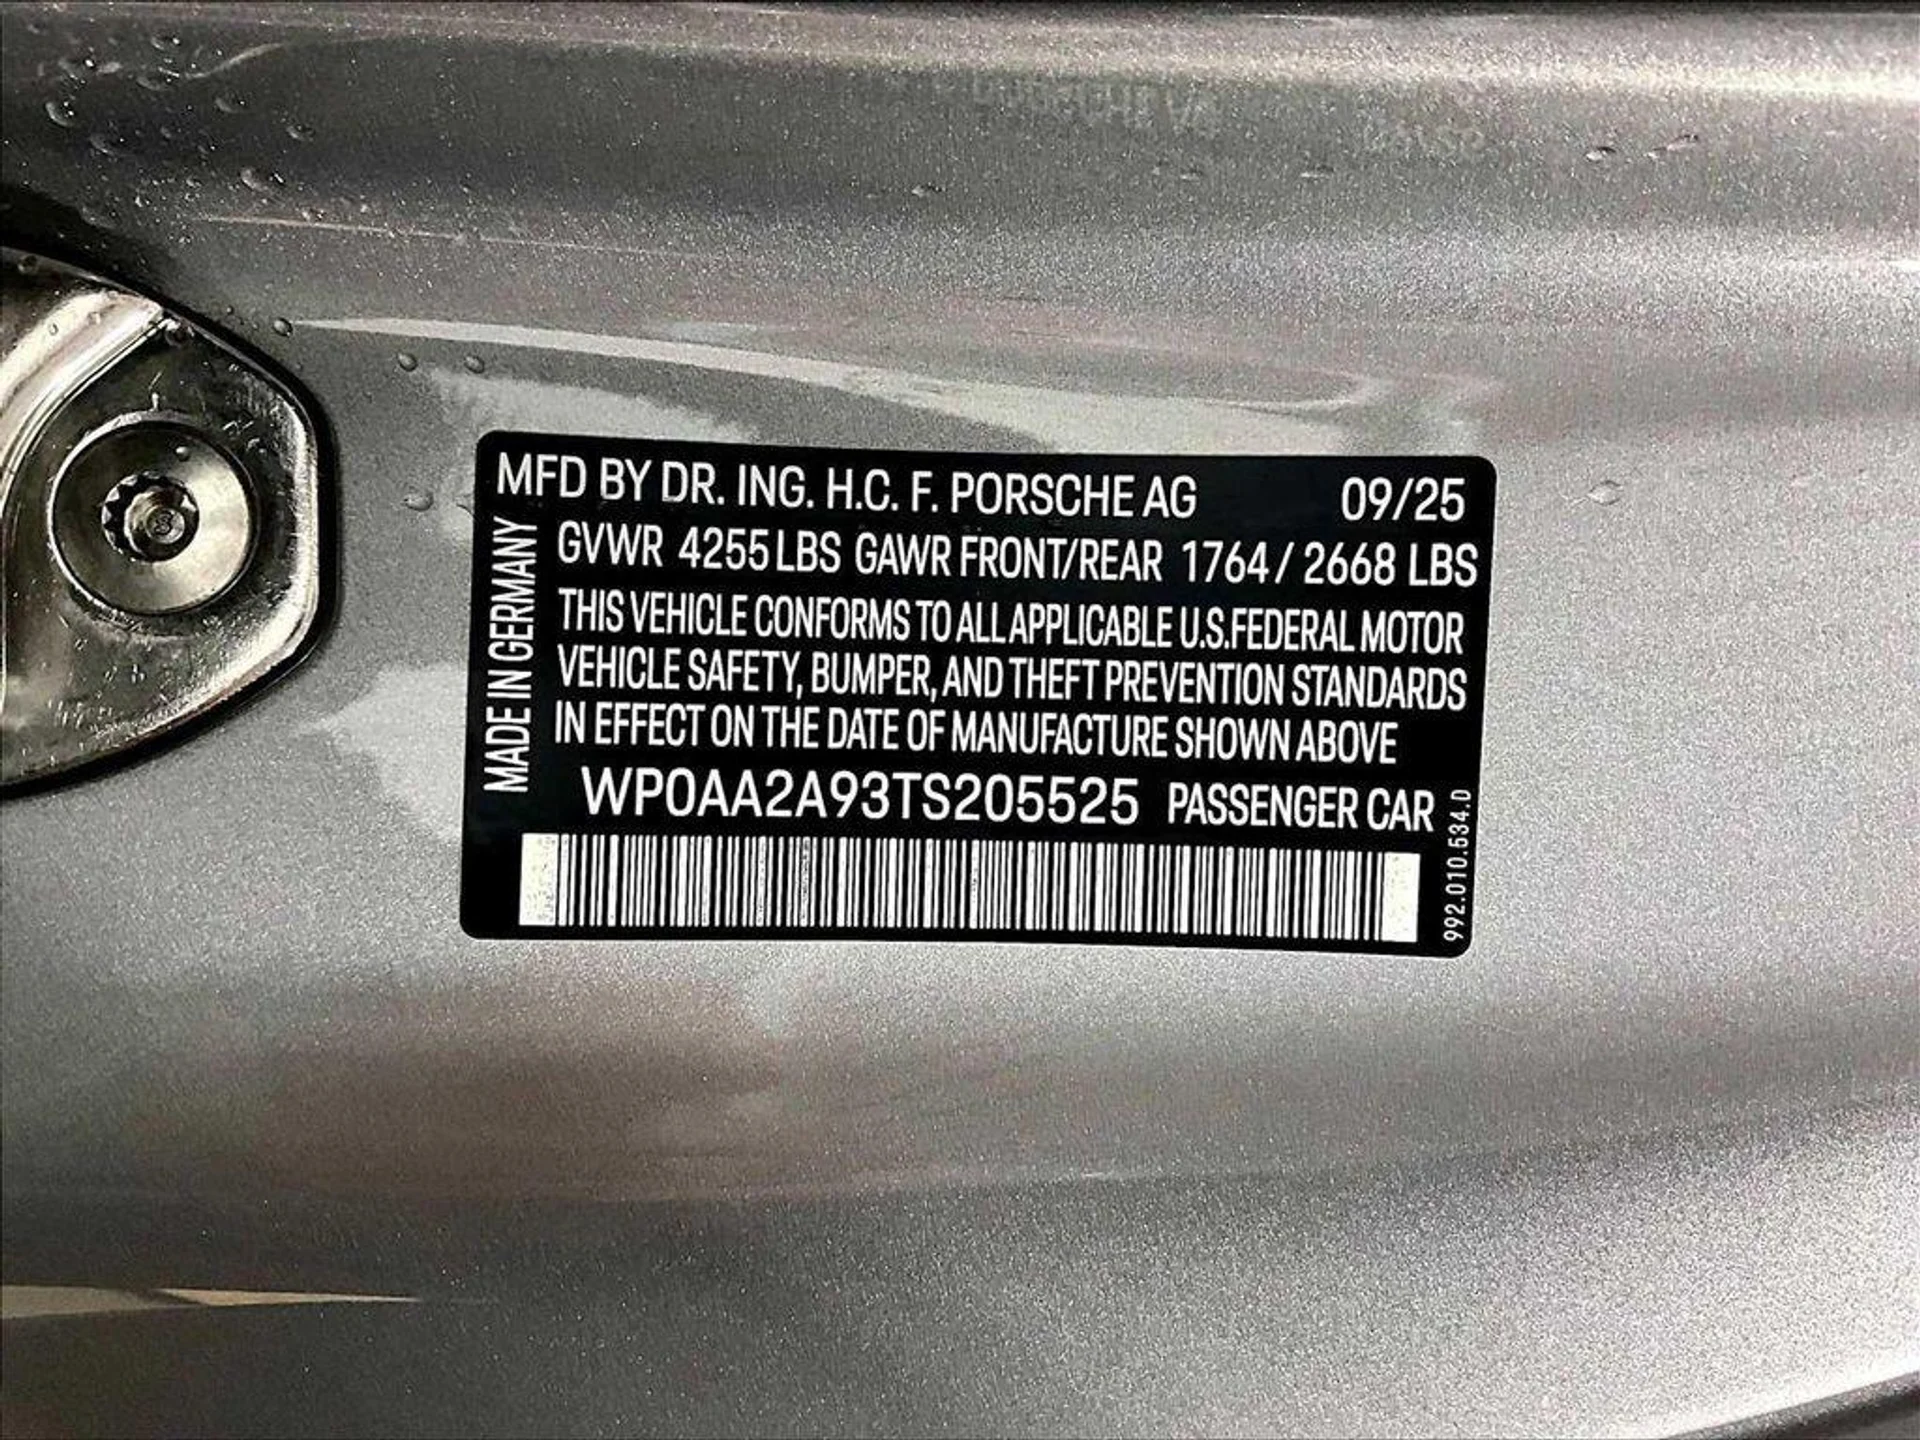 MFD BY DR. ING. H.C. F. PORSCHE AG 09/25
GVWR 4255 LBS GAWR FRONT/REAR 1764 / 2668 LBS
THIS VEHICLE CONFORMS TO ALL APPLICABLE U.S.FEDERAL MOTOR
VEHICLE SAFETY, BUMPER, AND THEFT PREVENTION STANDARDS
IN EFFECT ON THE DATE OF MANUFACTURE SHOWN ABOVE
WP0AA2A93TS205525 PASSENGER CAR
MADE IN GERMANY
992.010.534.D